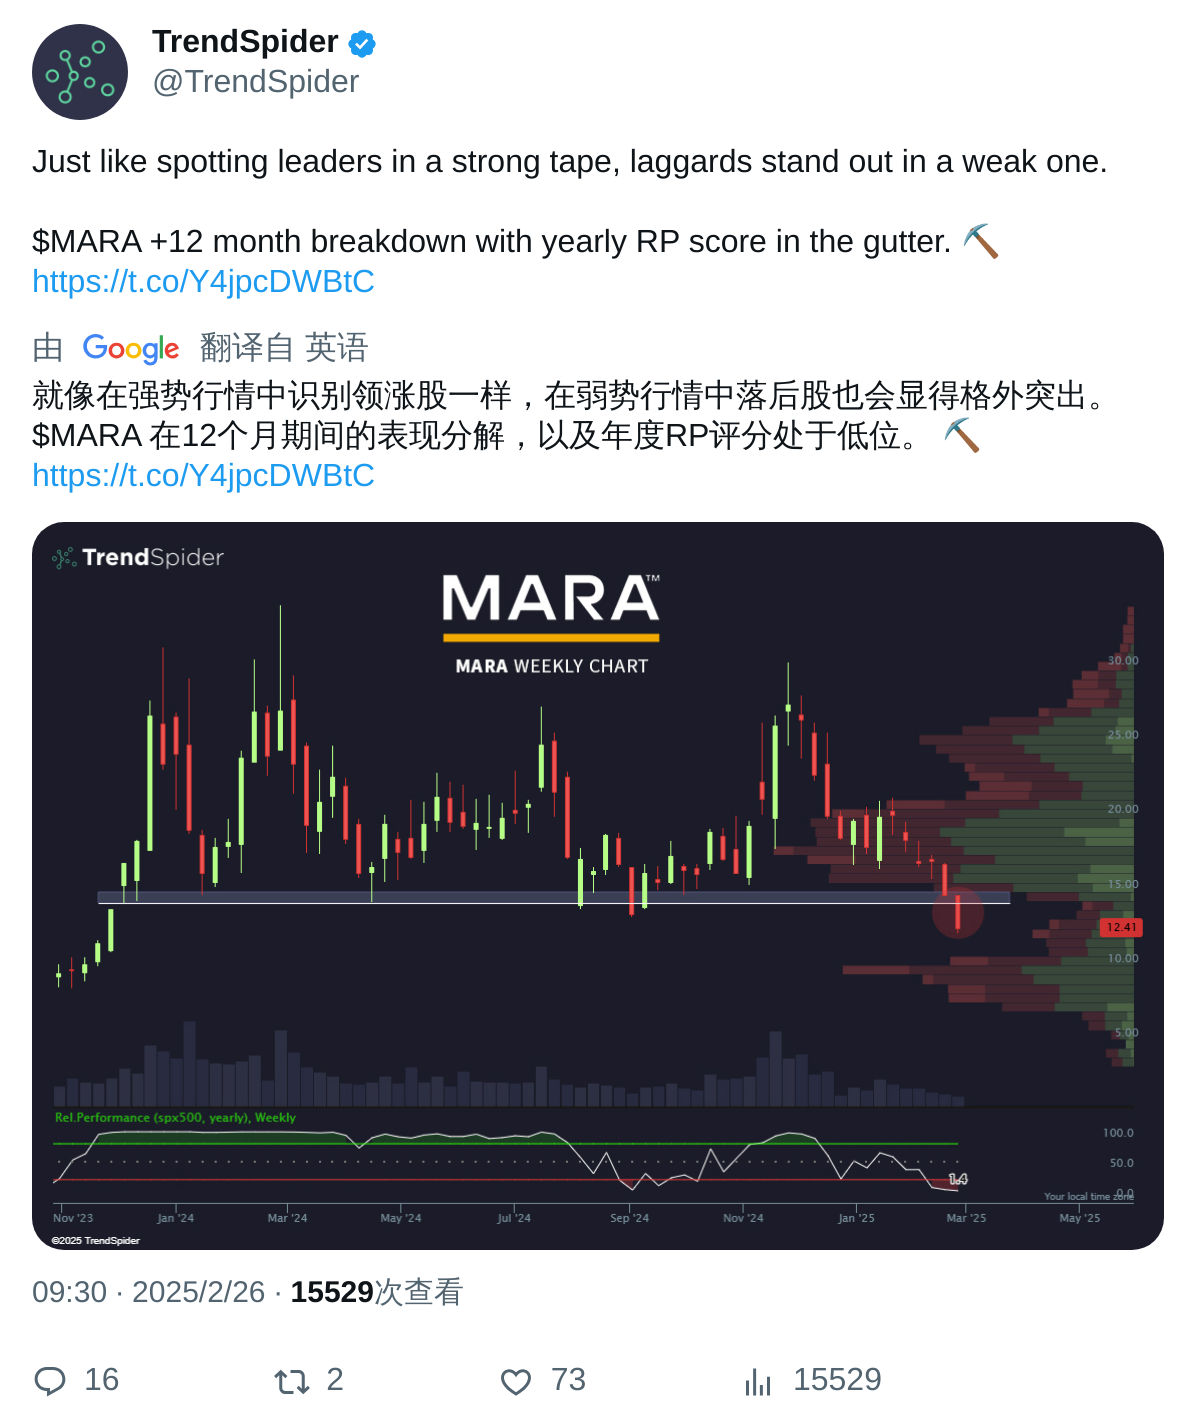 TrendSpider
@TrendSpider
Just like spotting leaders in a strong tape, laggards stand out in a weak one.
$MARA +12 month breakdown with yearly RP score in the gutter. ⛏️
https://t.co/Y4jpcDWBtC
由 Google 翻译自 英语
就像在强势行情中识别领涨股一样，在弱势行情中落后股也会显得格外突出。
$MARA 在12个月期间的表现分解，以及年度RP评分处于低位。 ⛏️
https://t.co/Y4jpcDWBtC
TrendSpider
MARA™
MARA WEEKLY CHART
30.00
25.00
20.00
15.00
12.41
10.00
5.00
Rel.Performance (spx500, yearly), Weekly
100.0
50.0
1.4
0.0
Your local time zone
Nov '23 Jan '24 Mar '24 May '24 Jul '24 Sep '24 Nov '24 Jan '25 Mar '25 May '25
©2025 TrendSpider
09:30 · 2025/2/26 · 15529次查看
16 2 73 15529